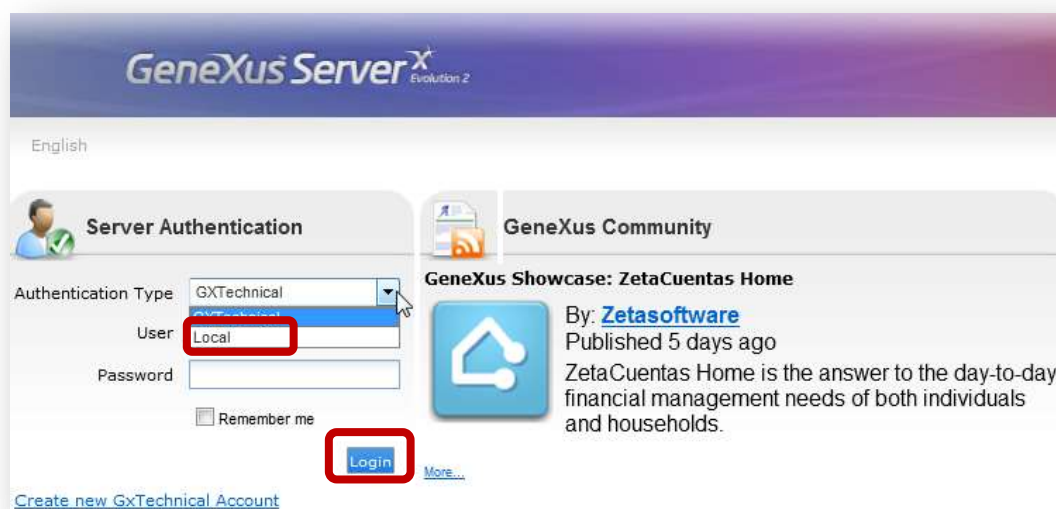 GeneXus Server X
Evolution 2
English
Server Authentication
Authentication Type
GXTechnical
GXTechnical
User
Local
Password
Remember me
Login
Create new GxTechnical Account
GeneXus Community
GeneXus Showcase: ZetaCuentas Home
By: Zetasoftware
Published 5 days ago
ZetaCuentas Home is the answer to the day-to-day
financial management needs of both individuals
and households.
More...